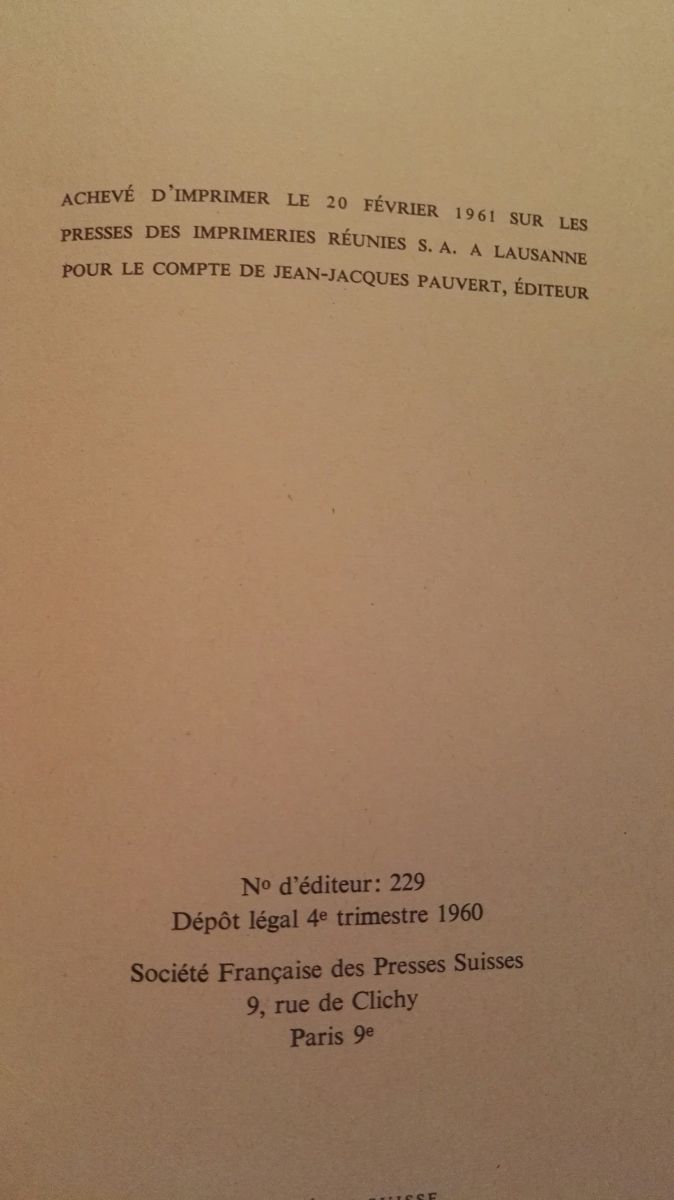 ACHEVÉ D'IMPRIMER LE 20 FÉVRIER 1961 SUR LES
PRESSES DES IMPRIMERIES RÉUNIES S. A. A LAUSANNE
POUR LE COMPTE DE JEAN-JACQUES PAUVERT, ÉDITEUR
Nº d'éditeur: 229
Dépôt légal 4e trimestre 1960
Société Française des Presses Suisses
9, rue de Clichy
Paris 9e
SUISSE